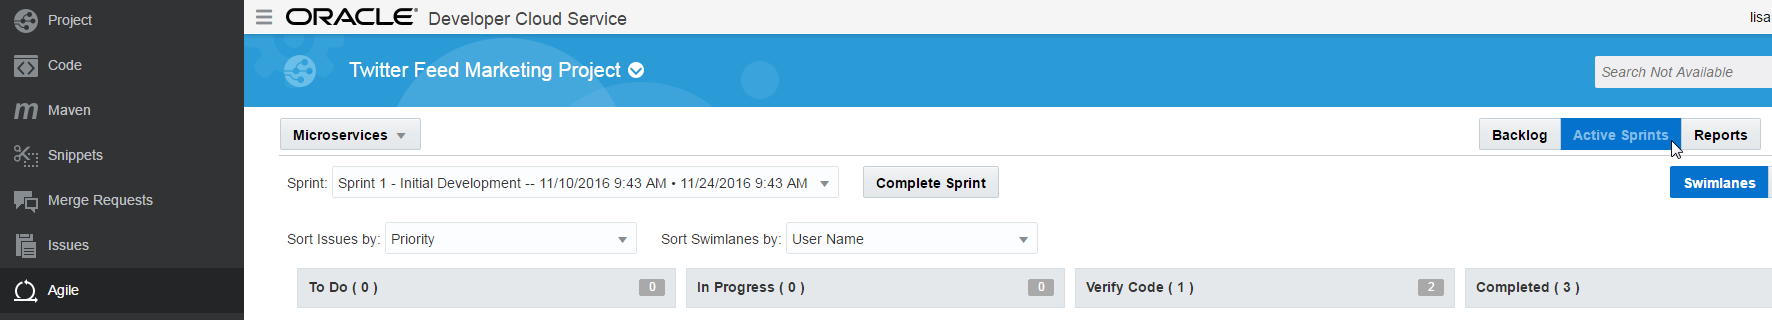 Project
Code
Maven
Snippets
Merge Requests
Issues
Agile
ORACLE® Developer Cloud Service
lisa
Twitter Feed Marketing Project
Search Not Available
Microservices
Backlog Active Sprints Reports
Sprint: Sprint 1 - Initial Development -- 11/10/2016 9:43 AM • 11/24/2016 9:43 AM Complete Sprint
Swimlanes
Sort Issues by: Priority Sort Swimlanes by: User Name
To Do ( 0 ) 0 In Progress ( 0 ) 0 Verify Code ( 1 ) 2 Completed ( 3 )